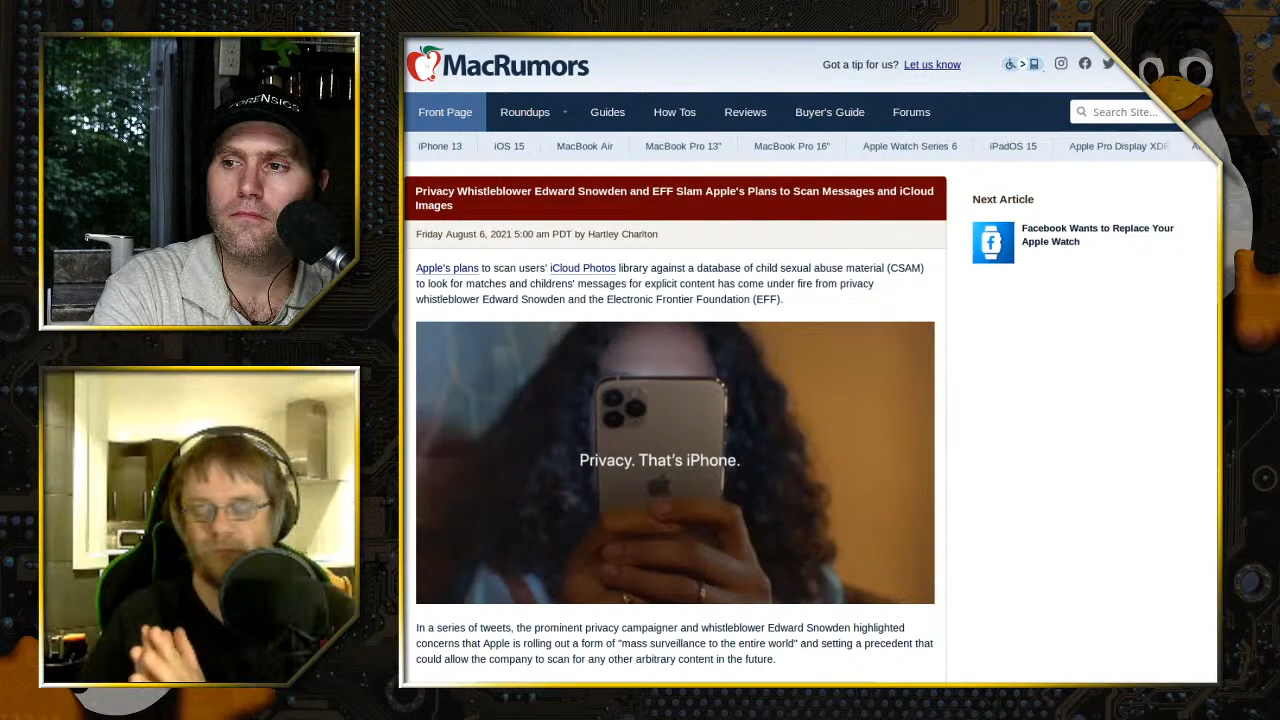 FORENSICS
MacRumors
Got a tip for us? Let us know
Front Page Roundups Guides How Tos Reviews Buyer's Guide Forums Search Site...
iPhone 13 iOS 15 MacBook Air MacBook Pro 13" MacBook Pro 16" Apple Watch Series 6 iPadOS 15 Apple Pro Display XDR
Privacy Whistleblower Edward Snowden and EFF Slam Apple's Plans to Scan Messages and iCloud
Images
Friday August 6, 2021 5:00 am PDT by Hartley Charlton
Apple's plans to scan users' iCloud Photos library against a database of child sexual abuse material (CSAM)
to look for matches and childrens' messages for explicit content has come under fire from privacy
whistleblower Edward Snowden and the Electronic Frontier Foundation (EFF).
Privacy. That's iPhone.
In a series of tweets, the prominent privacy campaigner and whistleblower Edward Snowden highlighted
concerns that Apple is rolling out a form of "mass surveillance to the entire world" and setting a precedent that
could allow the company to scan for any other arbitrary content in the future.
Next Article
Facebook Wants to Replace Your
Apple Watch